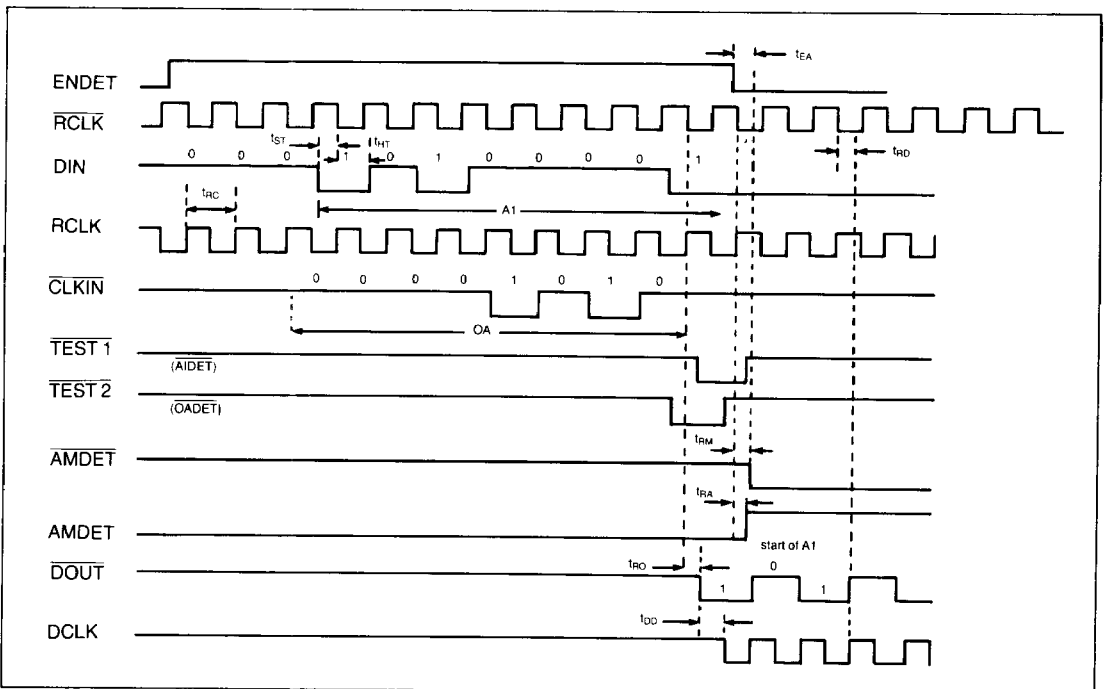 tEA
ENDET
RCLK
tST tHT
0 0 0 1 0 1 0 0 0 0 1
tRD
DIN
tRC
A1
RCLK
0 0 0 0 1 0 1 0
CLKIN
OA
TEST 1
(AIDET)
TEST 2
(OADET)
tRM
AMDET
tRA
AMDET
start of A1
DOUT
tRO
1 0 1
tDD
DCLK